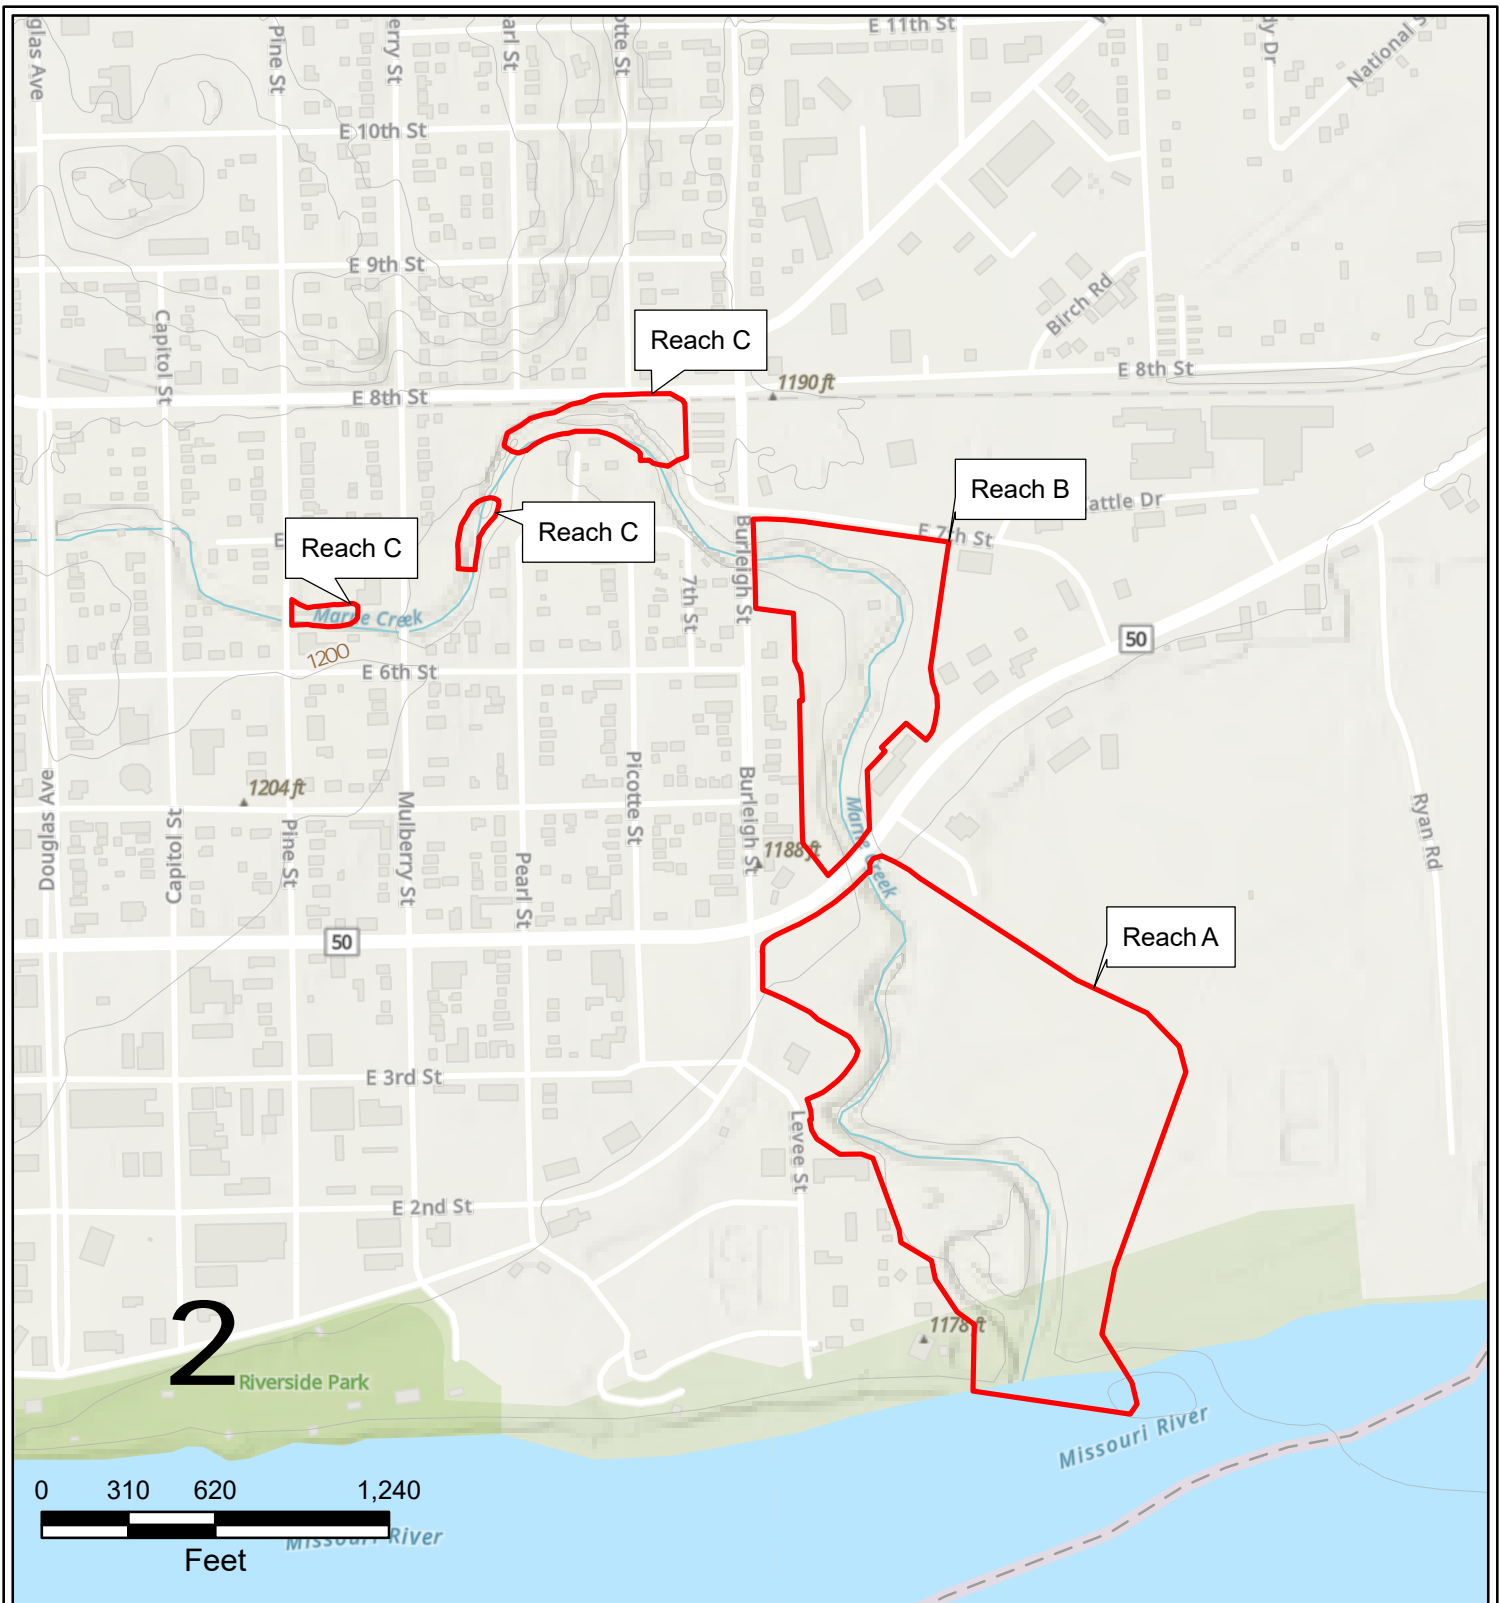 E 11th St
Pine St
National S
E 10th St
E 9th St
Capitol St
Birch Rd
Reach C
E 8th St
1190 ft
E 8th St
Reach B
Reach C
Reach C
Cattle Dr
E 7th St
Burleigh St
7th St
Marne Creek
1200
E 6th St
50
1204 ft
Douglas Ave
Capitol St
Pine St
Mulberry St
Pearl St
Picotte St
Burleigh St
1188 ft
Marne Creek
Ryan Rd
50
Reach A
E 3rd St
Levee St
E 2nd St
1178 ft
2
Riverside Park
Missouri River
0 310 620 1,240
Missouri River
Feet